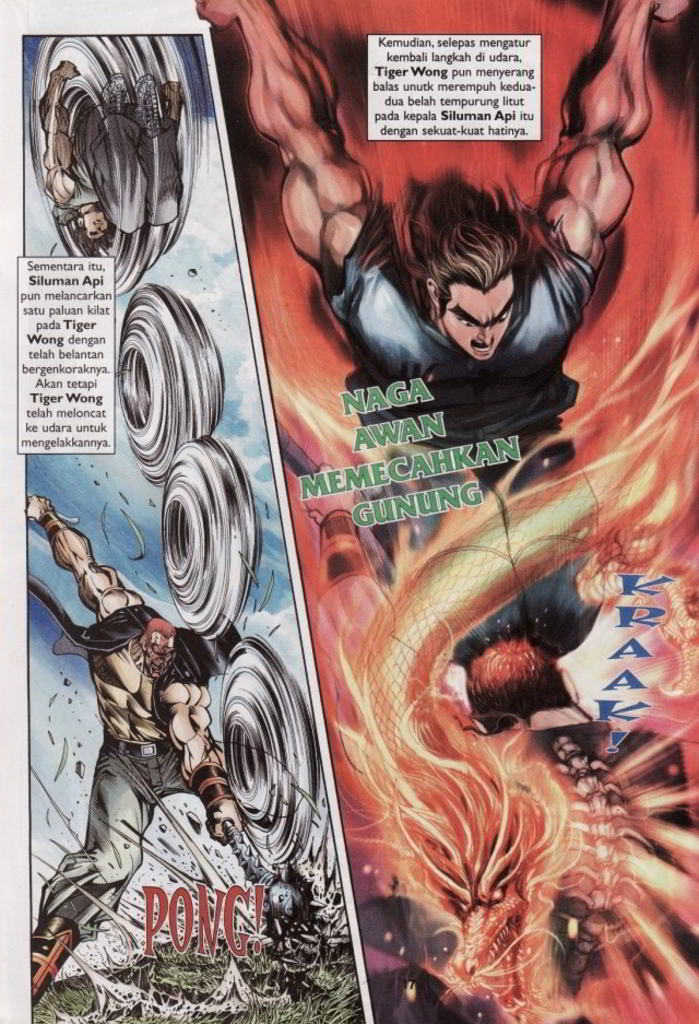 Sementara itu,
Siluman Api
pun melancarkan
satu paluan kilat
pada Tiger
Wong dengan
telah belantan
bergenkoraknya.
Akan tetapi
Tiger Wong
telah meloncat
ke udara untuk
mengelakkannya.
PONG!
Kemudian, selepas mengatur
kembali langkah di udara,
Tiger Wong pun menyerang
balas unutk merempuh kedua-
dua belah tempurung litut
pada kepala Siluman Api itu
dengan sekuat-kuat hatinya.
NAGA
AWAN
MEMECAHKAN
GUNUNG
KRAAK!
17